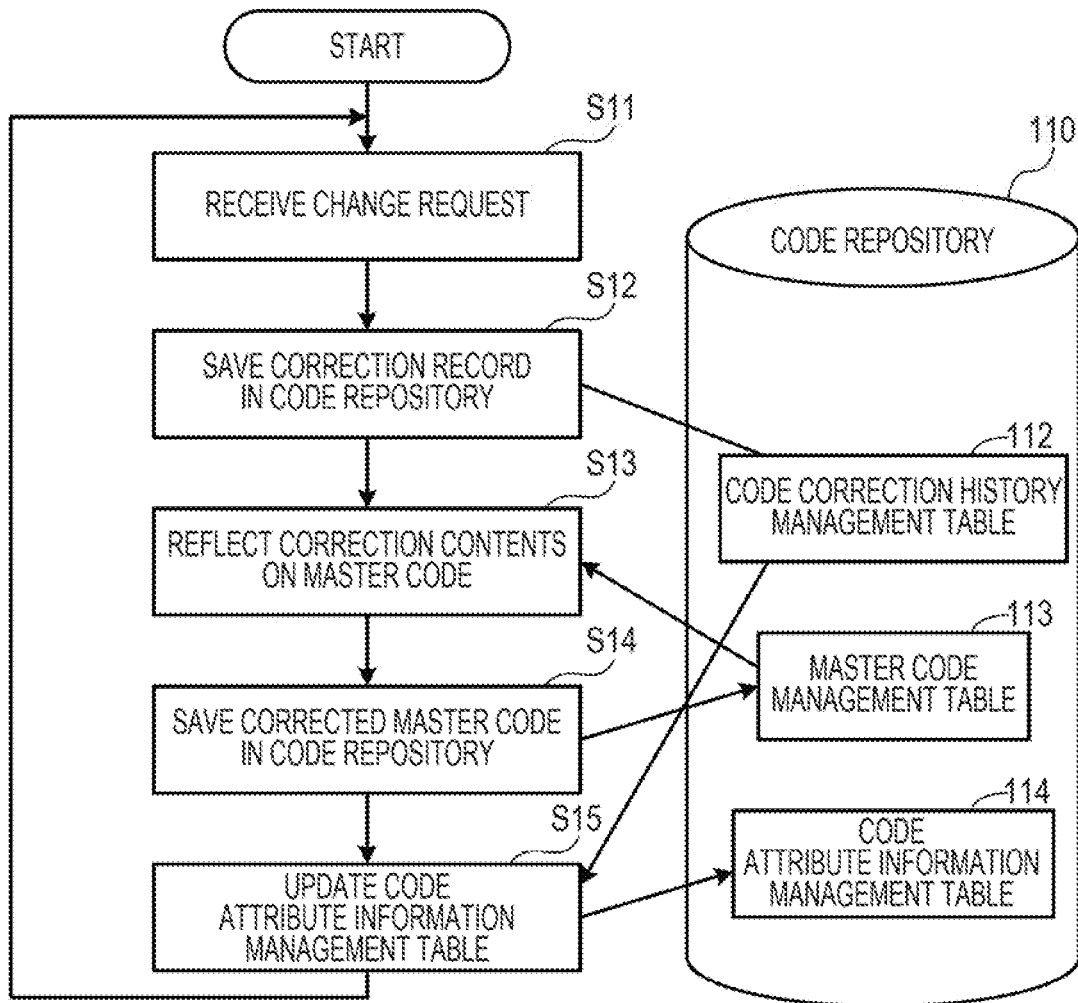 START
S11
RECEIVE CHANGE REQUEST
S12
SAVE CORRECTION RECORD
IN CODE REPOSITORY
S13
REFLECT CORRECTION CONTENTS
ON MASTER CODE
S14
SAVE CORRECTED MASTER CODE
IN CODE REPOSITORY
S15
UPDATE CODE
ATTRIBUTE INFORMATION
MANAGEMENT TABLE
110
CODE REPOSITORY
112
CODE CORRECTION HISTORY
MANAGEMENT TABLE
113
MASTER CODE
MANAGEMENT TABLE
114
CODE
ATTRIBUTE INFORMATION
MANAGEMENT TABLE